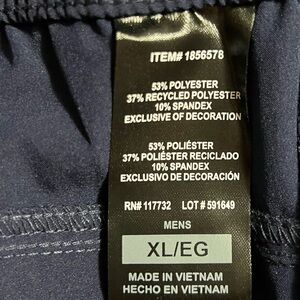 ITEM# 1856578
53% POLYESTER
37% RECYCLED POLYESTER
10% SPANDEX
EXCLUSIVE OF DECORATION
53% POLIÉSTER
37% POLIÉSTER RECICLADO
10% SPANDEX
EXCLUSIVO DE DECORACIÓN
RN# 117732 LOT # 591649
MENS
XL/EG
MADE IN VIETNAM
HECHO EN VIETNAM